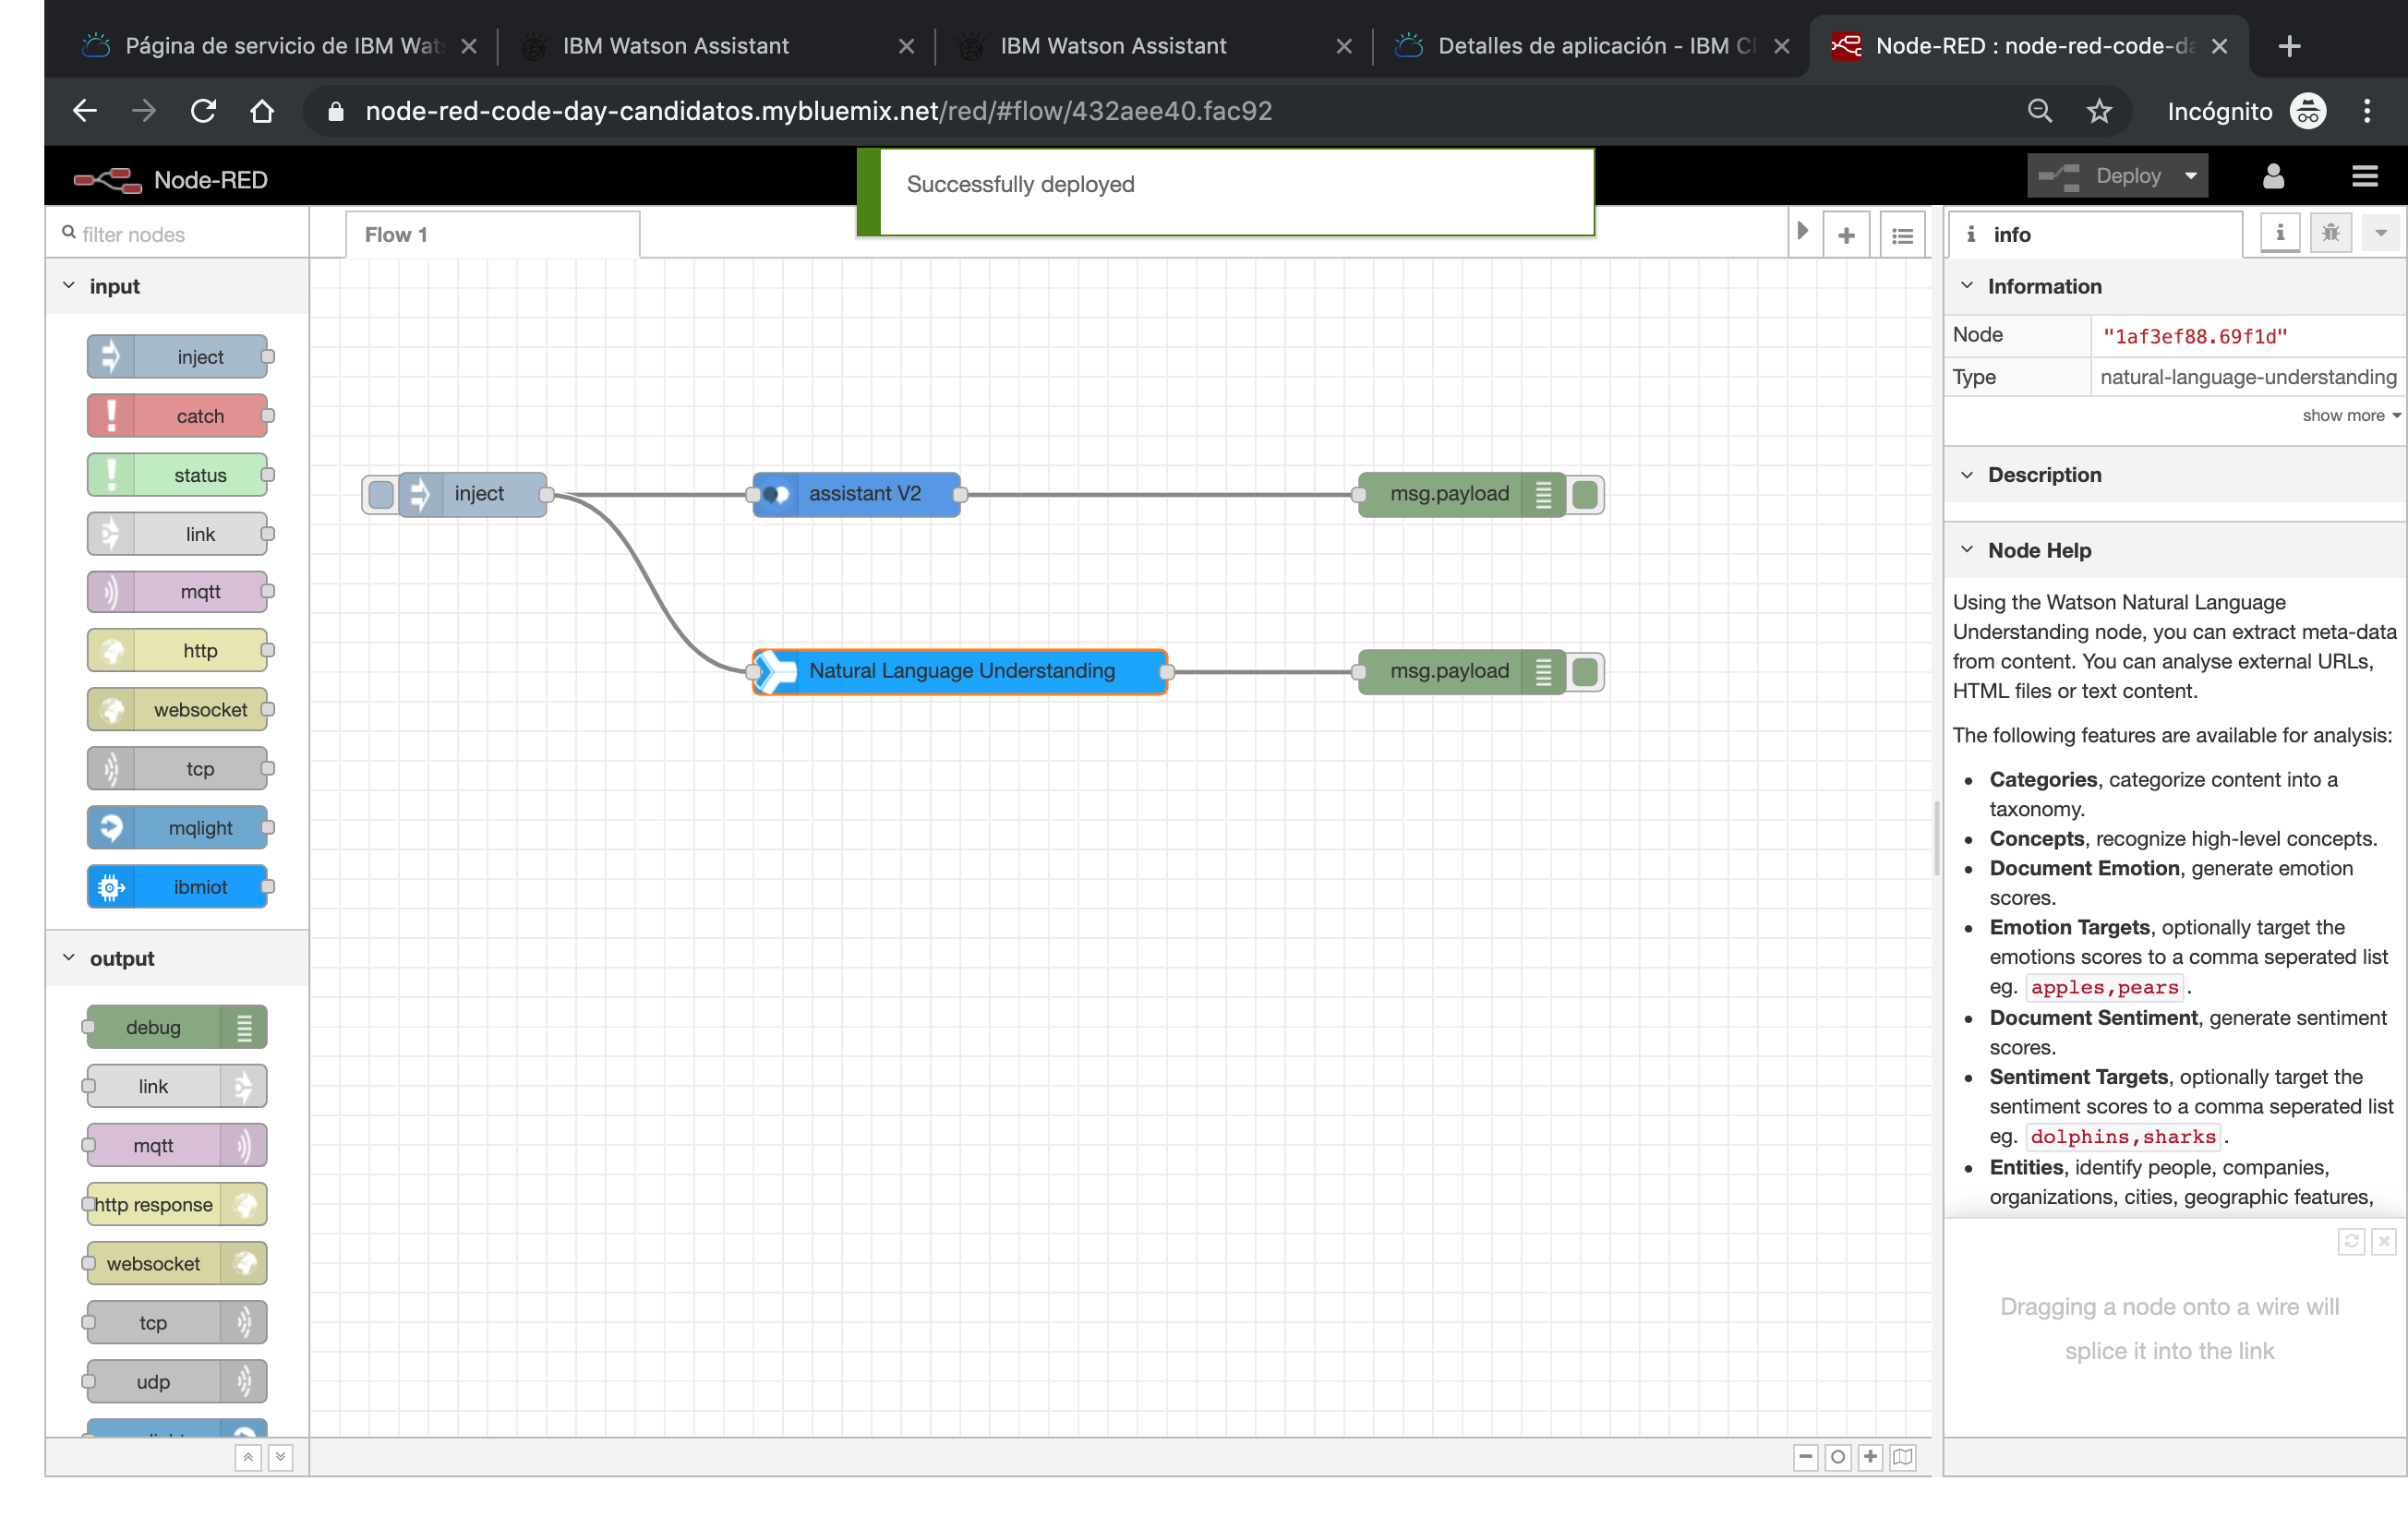 Página de servicio de IBM Wat
IBM Watson Assistant
IBM Watson Assistant
Detalles de aplicación - IBM Cl
Node-RED : node-red-code-da
node-red-code-day-candidatos.mybluemix.net/red/#flow/432aee40.fac92
Incógnito
Node-RED
Successfully deployed
Deploy
filter nodes
Flow 1
info
input
inject
catch
status
link
mqtt
http
websocket
tcp
mqlight
ibmiot
output
debug
link
mqtt
http response
websocket
tcp
udp
inject
assistant V2
msg.payload
Natural Language Understanding
msg.payload
Information
Node
"1af3ef88.69f1d"
Type
natural-language-understanding
show more
Description
Node Help
Using the Watson Natural Language
Understanding node, you can extract meta-data
from content. You can analyse external URLs,
HTML files or text content.
The following features are available for analysis:
Categories, categorize content into a
taxonomy.
Concepts, recognize high-level concepts.
Document Emotion, generate emotion
scores.
Emotion Targets, optionally target the
emotions scores to a comma seperated list
eg. apples,pears.
Document Sentiment, generate sentiment
scores.
Sentiment Targets, optionally target the
sentiment scores to a comma seperated list
eg. dolphins,sharks.
Entities, identify people, companies,
organizations, cities, geographic features,
Dragging a node onto a wire will
splice it into the link